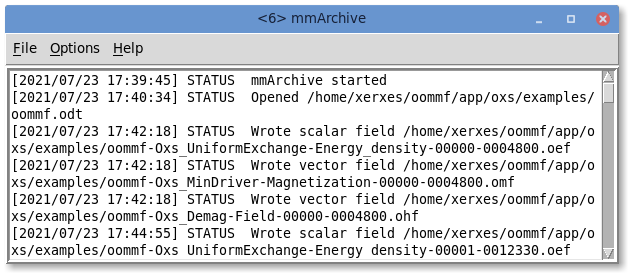 <6> mmArchive
File Options Help
[2021/07/23 17:39:45] STATUS  mmArchive started
[2021/07/23 17:40:34] STATUS  Opened /home/xerxes/oommf/app/oxs/examples/
oommf.odt
[2021/07/23 17:42:18] STATUS  Wrote scalar field /home/xerxes/oommf/app/o
xs/examples/oommf-Oxs_UniformExchange-Energy_density-00000-0004800.oef
[2021/07/23 17:42:18] STATUS  Wrote vector field /home/xerxes/oommf/app/o
xs/examples/oommf-Oxs_MinDriver-Magnetization-00000-0004800.omf
[2021/07/23 17:42:18] STATUS  Wrote vector field /home/xerxes/oommf/app/o
xs/examples/oommf-Oxs_Demag-Field-00000-0004800.ohf
[2021/07/23 17:44:55] STATUS  Wrote scalar field /home/xerxes/oommf/app/o
xs/examples/oommf-Oxs UniformExchange-Energy density-00001-0012330.oef